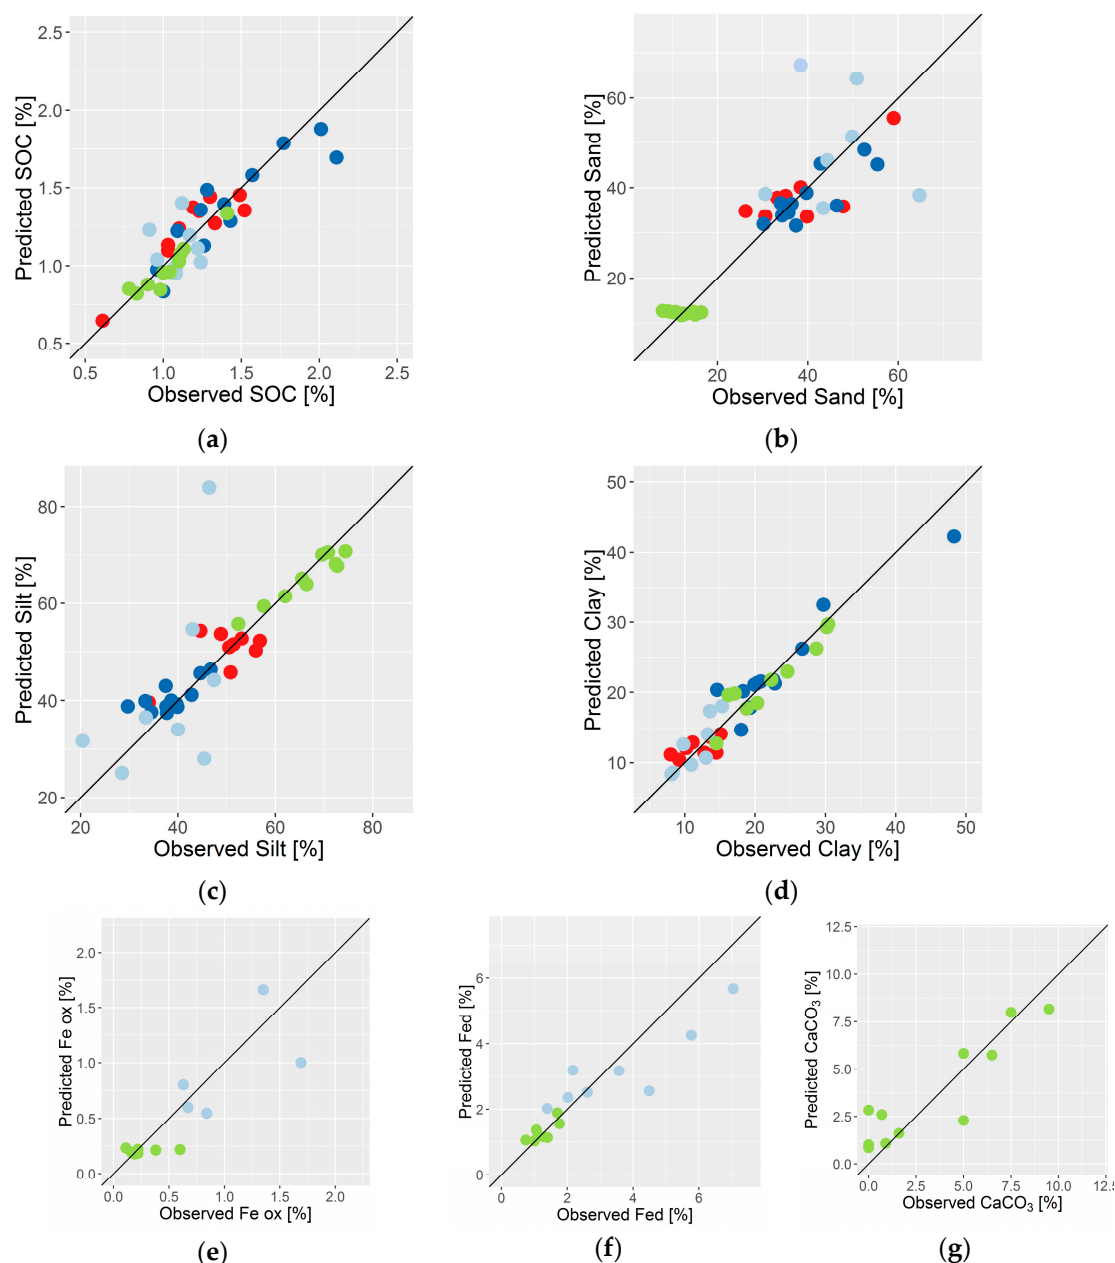 2.5
2.0
1.5
1.0
0.5
Predicted SOC [%]
0.5 1.0 1.5 2.0 2.5
Observed SOC [%]
(a)
60
40
20
Predicted Sand [%]
20 40 60
Observed Sand [%]
(b)
80
60
40
20
Predicted Silt [%]
20 40 60 80
Observed Silt [%]
(c)
50
40
30
20
10
Predicted Clay [%]
10 20 30 40 50
Observed Clay [%]
(d)
2.0
1.5
1.0
0.5
0.0
Predicted Fe ox [%]
0.0 0.5 1.0 1.5 2.0
Observed Fe ox [%]
(e)
6
4
2
0
Predicted Fed [%]
0 2 4 6
Observed Fed [%]
(f)
12.5
10.0
7.5
5.0
2.5
0.0
Predicted CaCO₃ [%]
0.0 2.5 5.0 7.5 10.0 12.5
Observed CaCO₃ [%]
(g)